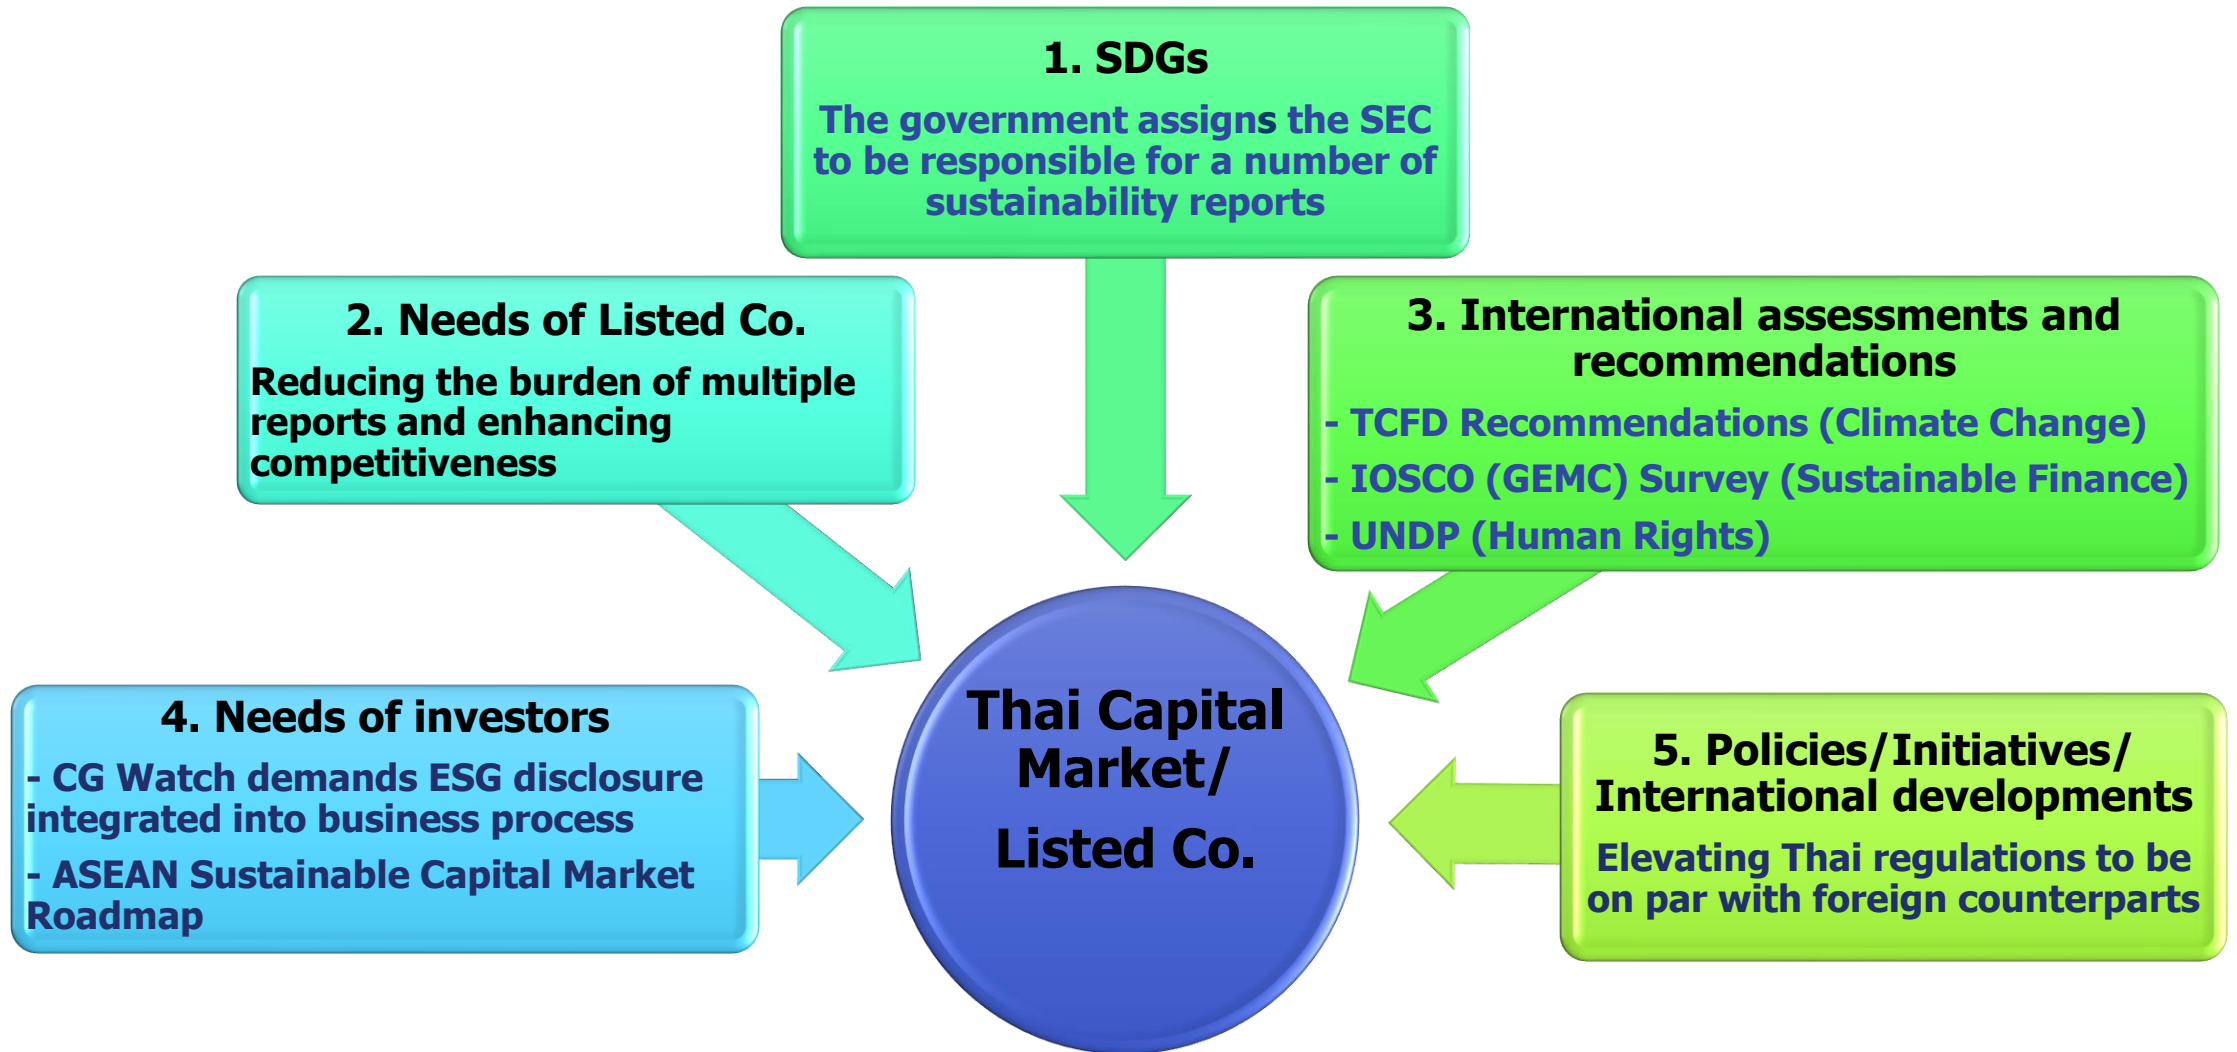 1. SDGs
The government assigns the SEC
to be responsible for a number of
sustainability reports
2. Needs of Listed Co.
Reducing the burden of multiple
reports and enhancing
competitiveness
3. International assessments and
recommendations
- TCFD Recommendations (Climate Change)
- IOSCO (GEMC) Survey (Sustainable Finance)
- UNDP (Human Rights)
4. Needs of investors
- CG Watch demands ESG disclosure
integrated into business process
- ASEAN Sustainable Capital Market
Roadmap
Thai Capital
Market/
Listed Co.
5. Policies/Initiatives/
International developments
Elevating Thai regulations to be
on par with foreign counterparts